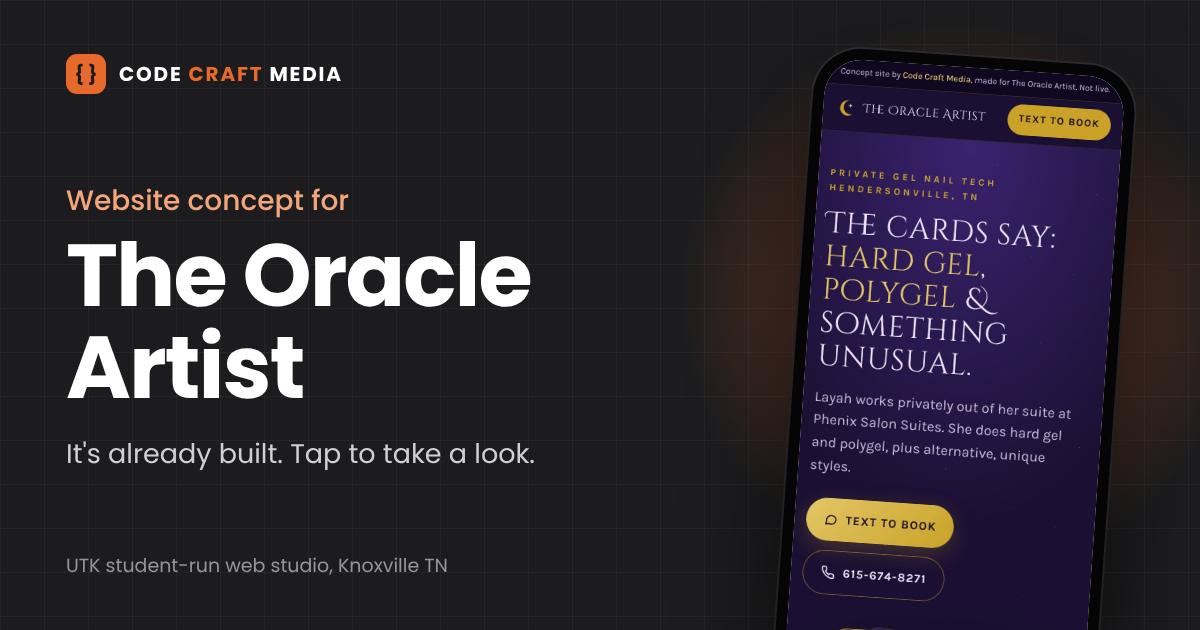 { }
CODE CRAFT MEDIA
Website concept for
The Oracle
Artist
It's already built. Tap to take a look.
UTK student-run web studio, Knoxville TN
Concept site by Code Craft Media, made for The Oracle Artist. Not live.
THE ORACLE ARTIST
TEXT TO BOOK
PRIVATE GEL NAIL TECH
HENDERSONVILLE, TN
THE CARDS SAY:
HARD GEL,
POLYGEL &
SOMETHING
UNUSUAL.
Layah works privately out of her suite at
Phenix Salon Suites. She does hard gel
and polygel, plus alternative, unique
styles.
TEXT TO BOOK
615-674-8271